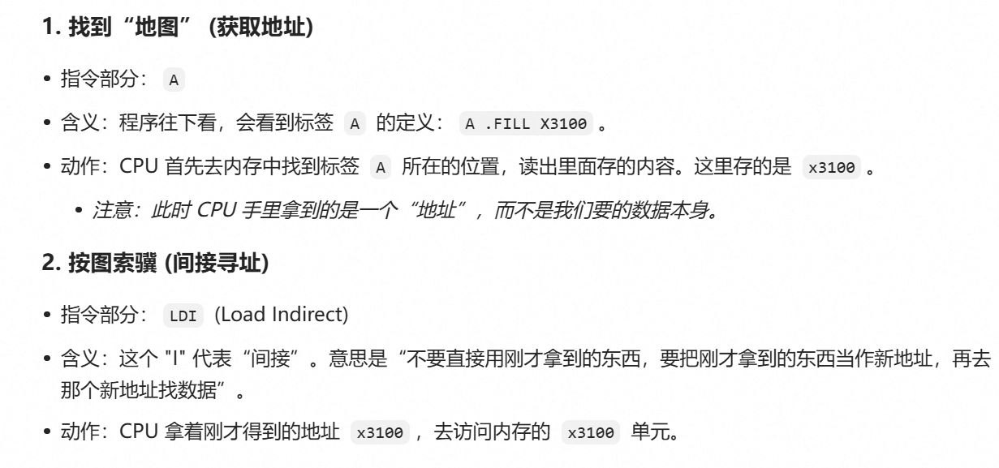 1. 找到“地图” (获取地址)
• 指令部分： A
• 含义：程序往下看，会看到标签 A 的定义： A .FILL X3100 。
• 动作：CPU 首先去内存中找到标签 A 所在的位置，读出里面存的内容。这里存的是 x3100 。
• 注意：此时 CPU 手里拿到的是一个“地址”，而不是我们要的数据本身。
2. 按图索骥 (间接寻址)
• 指令部分： LDI (Load Indirect)
• 含义：这个 "I" 代表“间接”。意思是“不要直接用刚才拿到的东西，要把刚才拿到的东西当作新地址，再去
那个新地址找数据”。
• 动作：CPU 拿着刚才得到的地址 x3100 ，去访问内存的 x3100 单元。